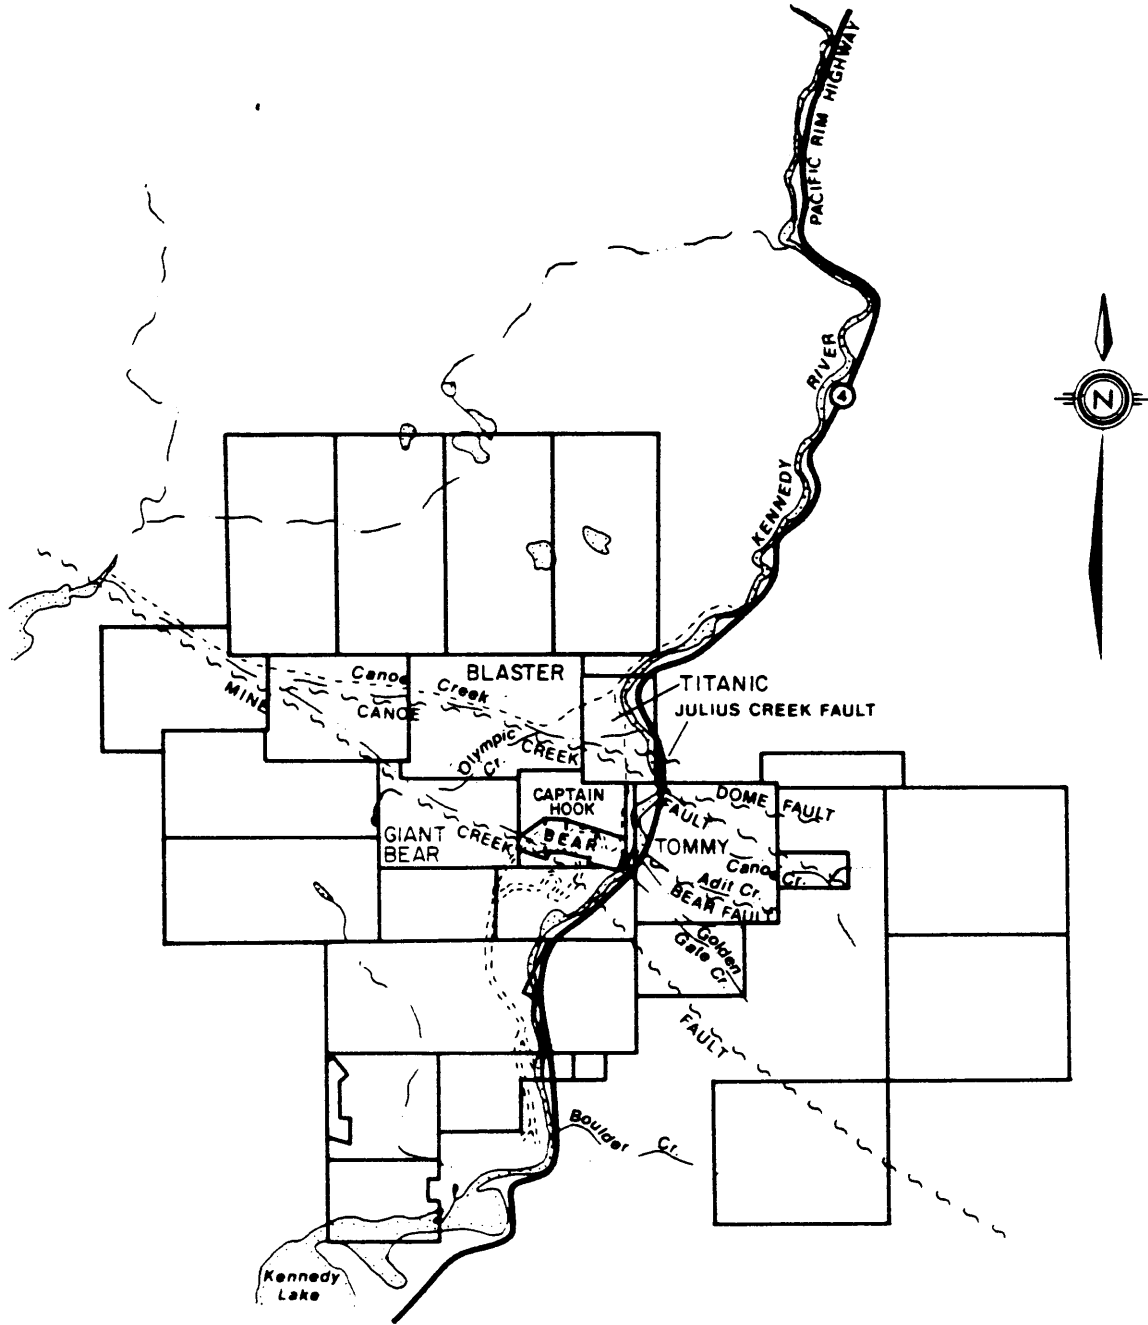 PACIFIC RIM HIGHWAY
RIVER
4
N
KENNEDY
Canoe Creek
BLASTER
MINE
CANOE
TITANIC
JULIUS CREEK FAULT
Olympic
Cr.
CREEK
CAPTAIN
HOOK
DOME FAULT
FAULT
GIANT
BEAR
CREEK
BEAR
TOMMY
Canoe Cr.
Adit Cr.
BEAR FAULT
Golden
Gate Cr.
FAULT
Boulder Cr.
Kennedy
Lake